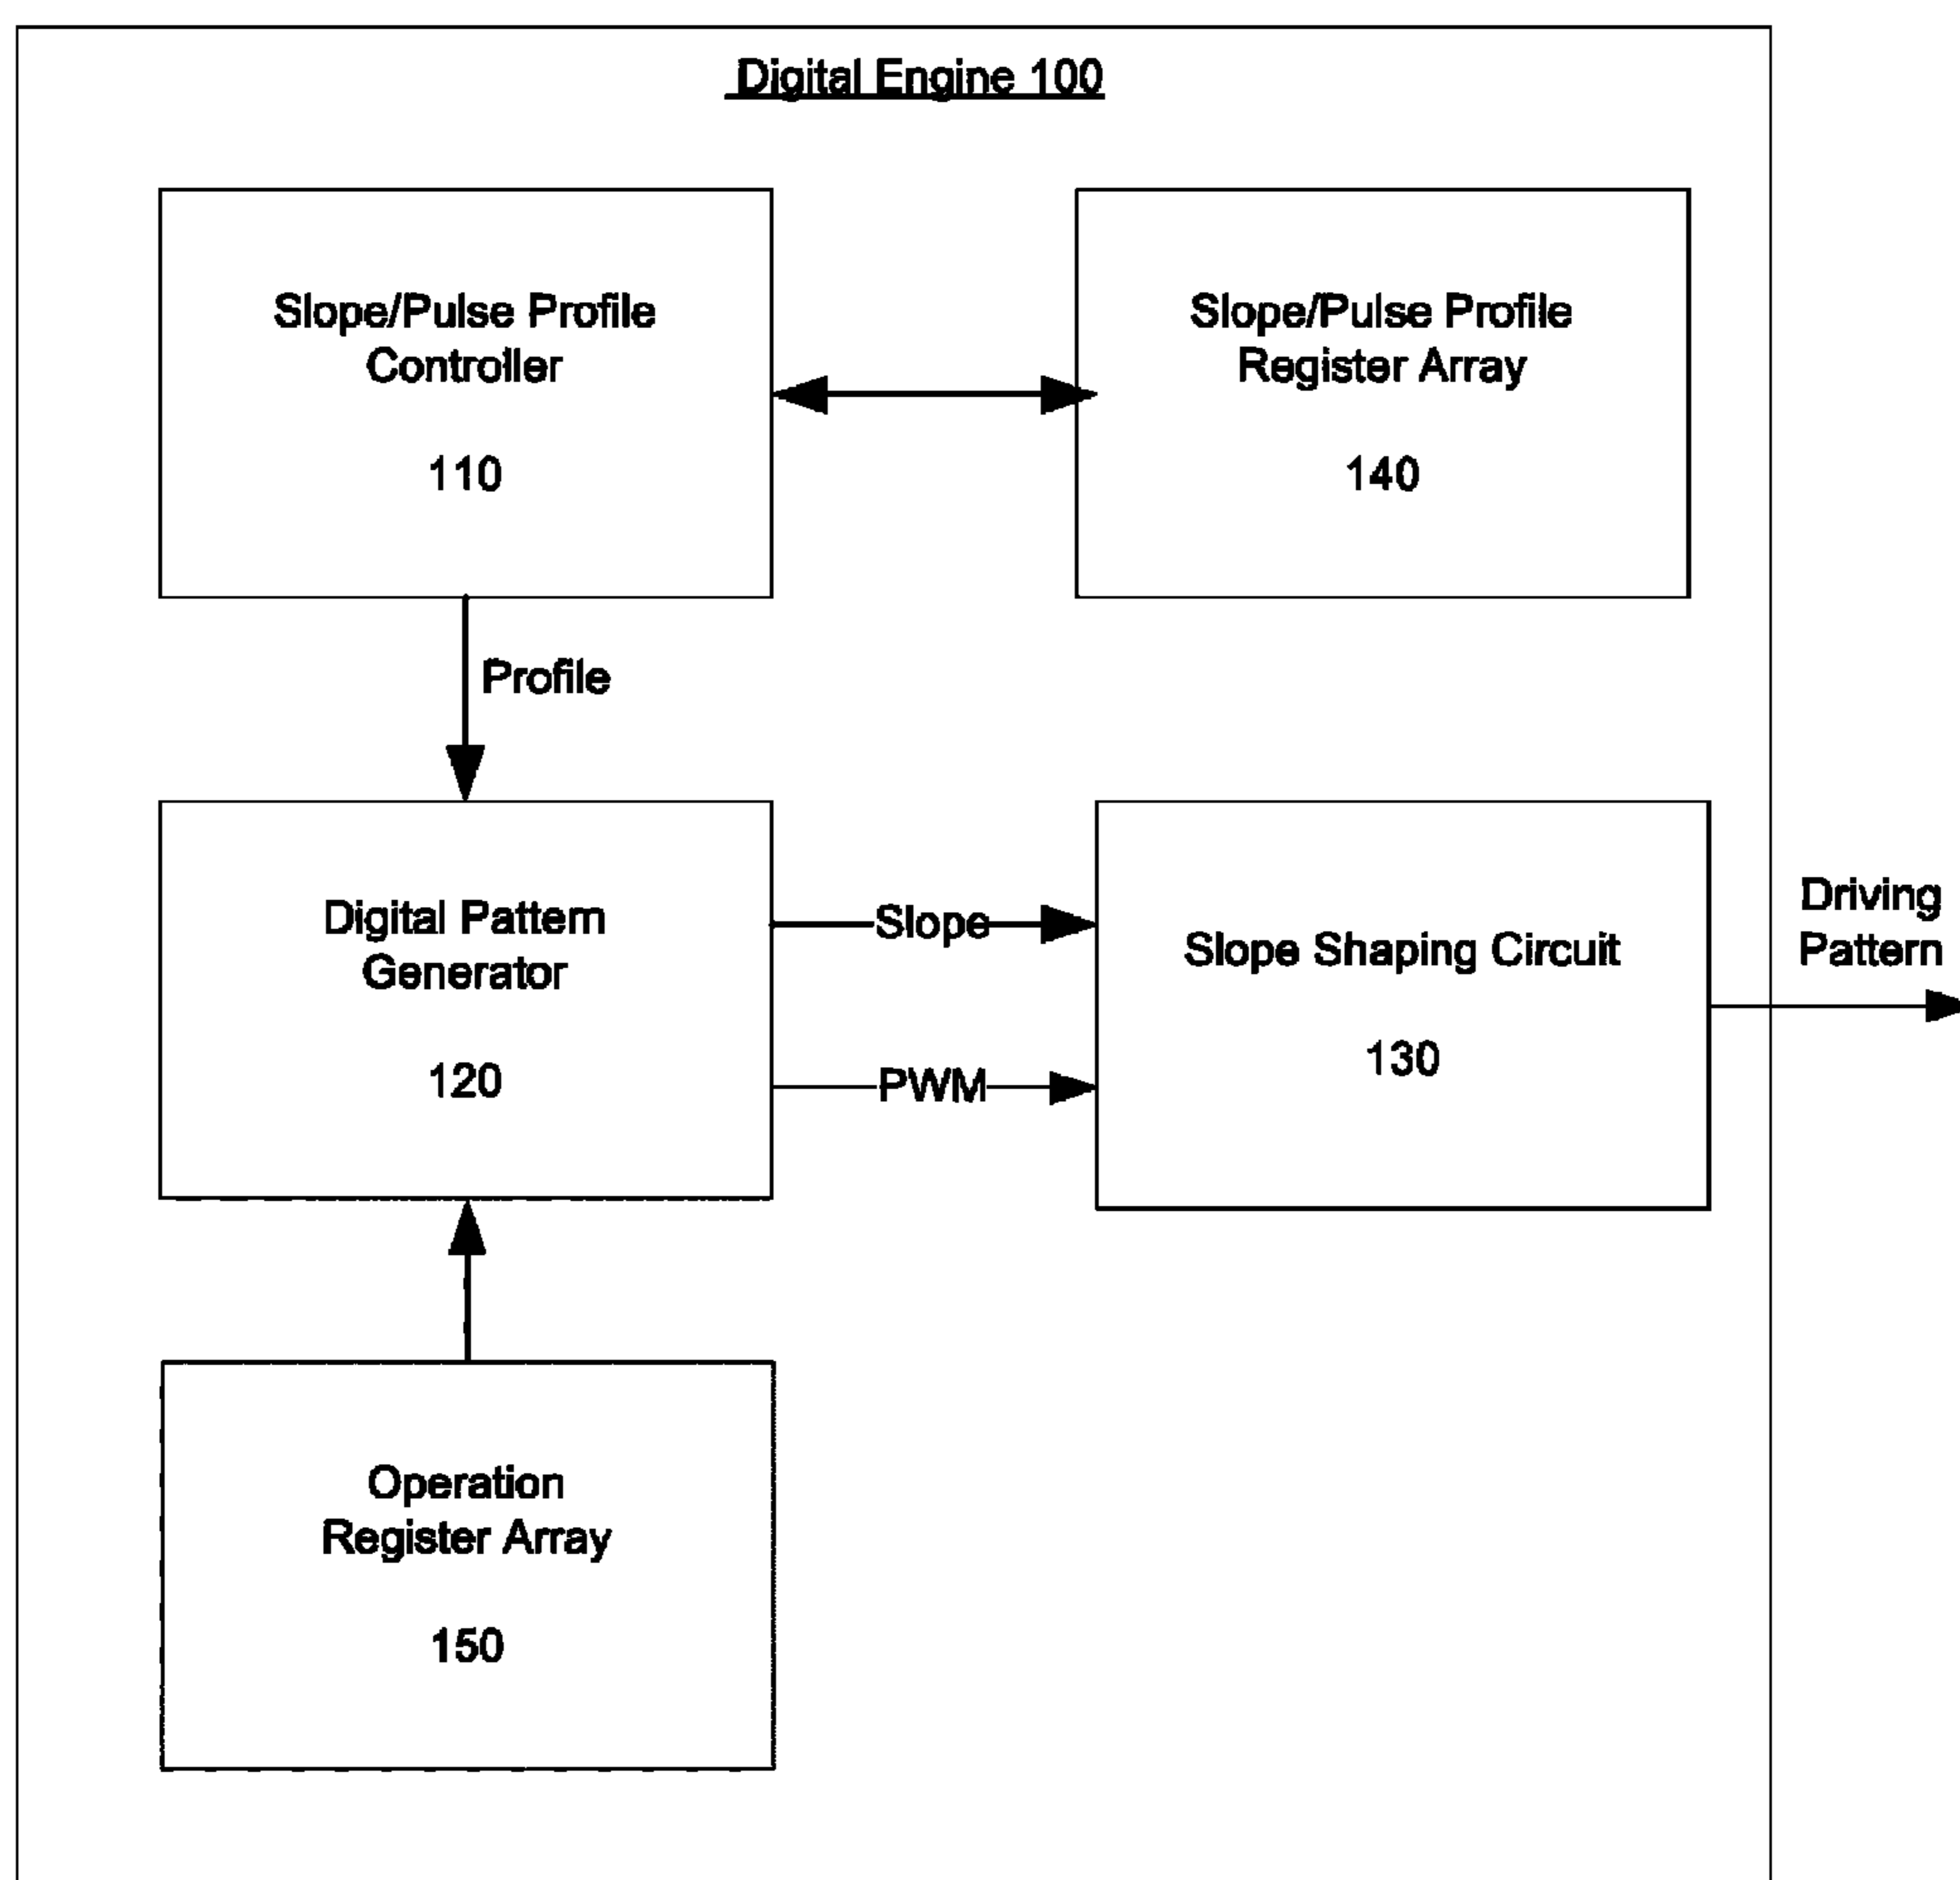 Digital Engine 100
Slope/Pulse Profile
Controller
110
Slope/Pulse Profile
Register Array
140
Profile
Digital Pattern
Generator
120
Slope
PWM
Slope Shaping Circuit
130
Driving
Pattern
Operation
Register Array
150